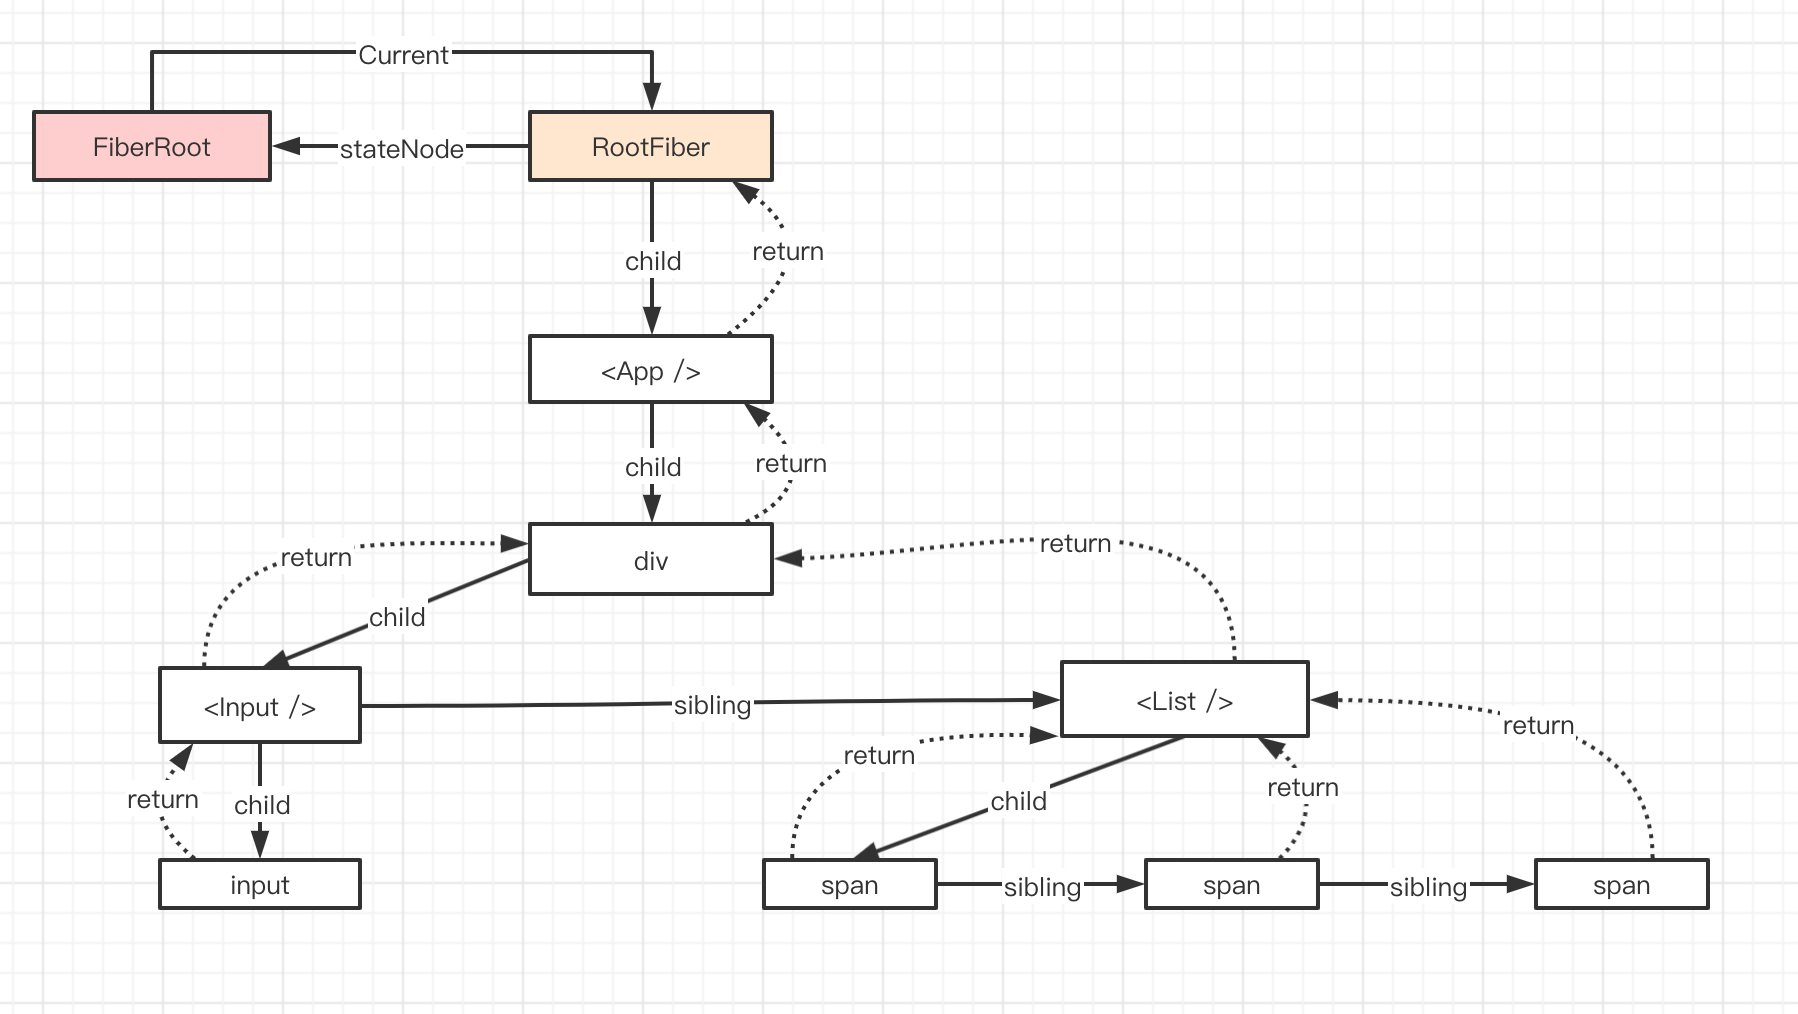 Current
FiberRoot
stateNode
RootFiber
child
return
<App />
child
return
return
div
return
child
<Input />
sibling
<List />
return
return
child
return
return
child
input
span
sibling
span
sibling
span